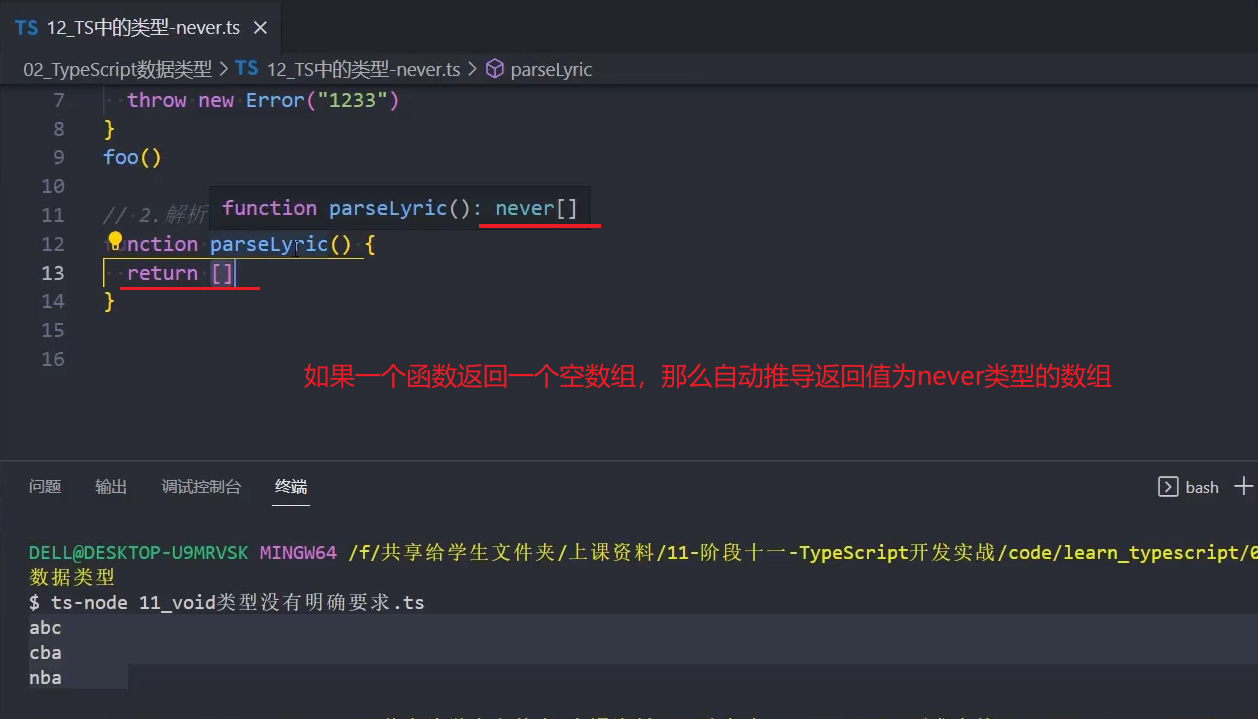 TS 12_TS中的类型-never.ts ×
02_TypeScript数据类型 > TS 12_TS中的类型-never.ts > parseLyric
7 throw new Error("1233")
8 }
9 foo()
10
function parseLyric(): never[]
11 // 2.解析
12 nction parseLyric() {
13 return []
14 }
15
16
如果一个函数返回一个空数组，那么自动推导返回值为never类型的数组
问题 输出 调试控制台 终端 bash
DELL@DESKTOP-U9MRVSK MINGW64 /f/共享给学生文件夹/上课资料/11-阶段十一-TypeScript开发实战/code/learn_typescript/0
数据类型
$ ts-node 11_void类型没有明确要求.ts
abc
cba
nba